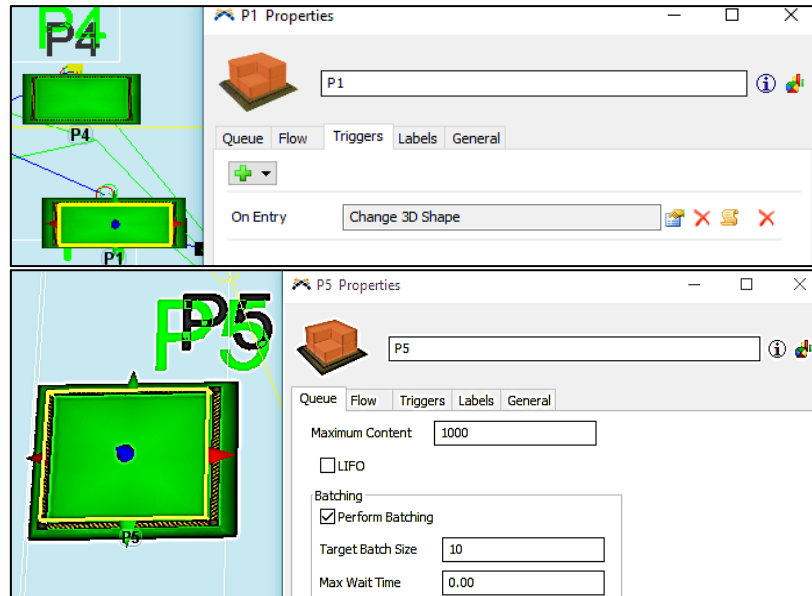 P4
P1 Properties
P1
P4
Queue Flow Triggers Labels General
On Entry Change 3D Shape
P1
P5 Properties
P5
P5
Queue Flow Triggers Labels General
Maximum Content 1000
LIFO
Batching
Perform Batching
Target Batch Size 10
P5
Max Wait Time 0.00